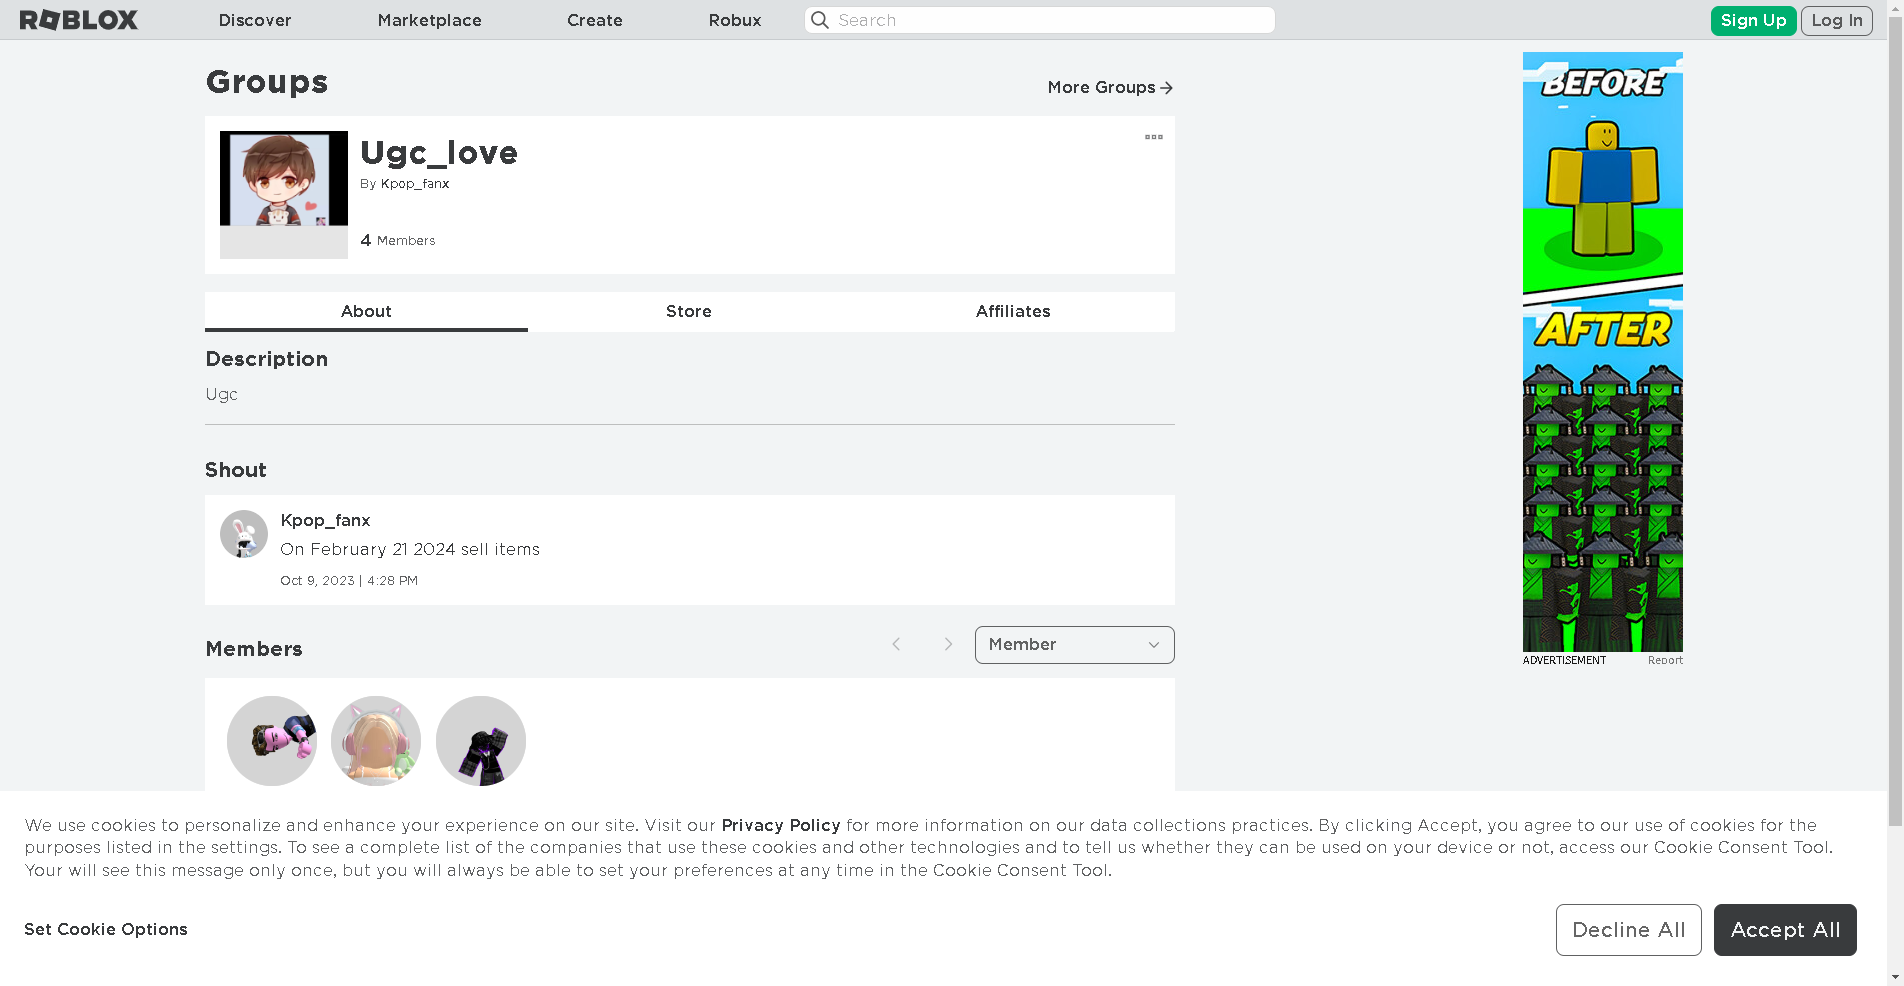 ROBLOX
Discover
Marketplace
Create
Robux
Search
Sign Up
Log In
Groups
More Groups
Ugc_love
By Kpop_fanx
4 Members
About
Store
Affiliates
Description
Ugc
Shout
Kpop_fanx
On February 21 2024 sell items
Oct 9, 2023 | 4:28 PM
Members
Member
BEFORE
AFTER
ADVERTISEMENT
Report
We use cookies to personalize and enhance your experience on our site. Visit our Privacy Policy for more information on our data collections practices. By clicking Accept, you agree to our use of cookies for the
purposes listed in the settings. To see a complete list of the companies that use these cookies and other technologies and to tell us whether they can be used on your device or not, access our Cookie Consent Tool.
Your will see this message only once, but you will always be able to set your preferences at any time in the Cookie Consent Tool.
Set Cookie Options
Decline All
Accept All